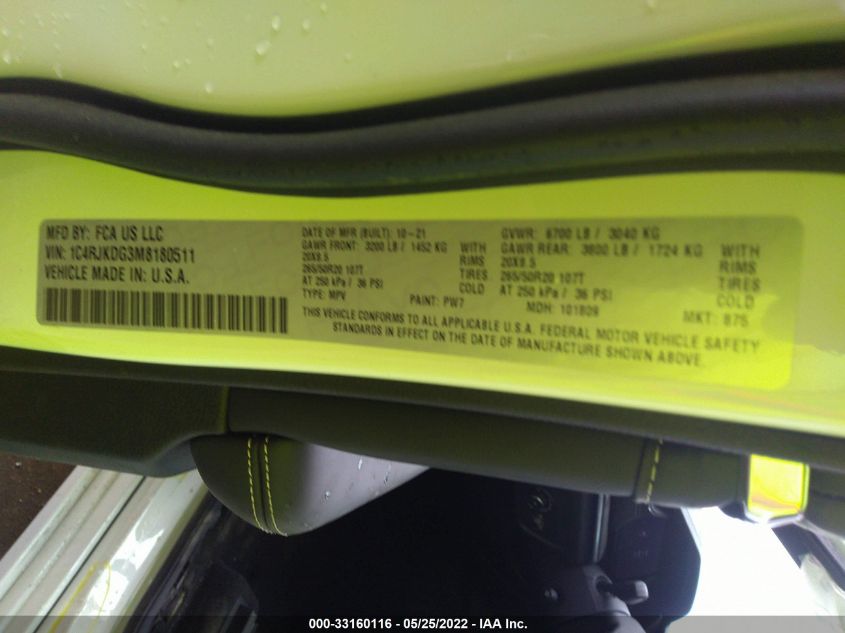 MFD BY: FCA US LLC
VIN: 1C4RJKDG3M8180511
VEHICLE MADE IN: U.S.A.
DATE OF MFR (BUILT): 10-21
GAWR FRONT: 3200 LB / 1452 KG WITH
20X8.5 RIMS
265/50R20 107T TIRES
AT 250 kPa / 36 PSI COLD
TYPE: MPV PAINT: PW7
GVWR: 6700 LB / 3040 KG
GAWR REAR: 3800 LB / 1724 KG WITH
20X8.5 RIMS
265/50R20 107T TIRES
AT 250 kPa / 36 PSI COLD
MDH: 101809 MKT: 875
THIS VEHICLE CONFORMS TO ALL APPLICABLE U.S.A. FEDERAL MOTOR VEHICLE SAFETY
STANDARDS IN EFFECT ON THE DATE OF MANUFACTURE SHOWN ABOVE.
000-33160116 - 05/25/2022 - IAA Inc.